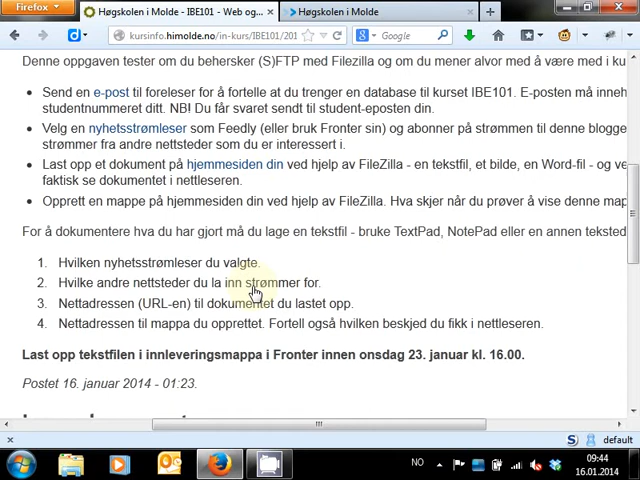 Firefox
Høgskolen i Molde - IBE101 - Web og...
Høgskolen i Molde
kursinfo.himolde.no/in-kurs/IBE101/201
Google
Denne oppgaven tester om du behersker (S)FTP med Filezilla og om du mener alvor med å være med i ku
Send en e-post til foreleser for å fortelle at du trenger en database til kurset IBE101. E-posten må inneh
studentnummeret ditt. NB! Du får svaret sendt til student-eposten din.
Velg en nyhetsstrømleser som Feedly (eller bruk Fronter sin) og abonner på strømmen til denne blogge
strømmer fra andre nettsteder som du er interessert i.
Last opp et dokument på hjemmesiden din ved hjelp av FileZilla - en tekstfil, et bilde, en Word-fil - og ve
faktisk se dokumentet i nettleseren.
Opprett en mappe på hjemmesiden din ved hjelp av FileZilla. Hva skjer når du prøver å vise denne map
For å dokumentere hva du har gjort må du lage en tekstfil - bruke TextPad, NotePad eller en annen teksted
1. Hvilken nyhetsstrømleser du valgte.
2. Hvilke andre nettsteder du la inn strømmer for.
3. Nettadressen (URL-en) til dokumentet du lastet opp.
4. Nettadressen til mappa du opprettet. Fortell også hvilken beskjed du fikk i nettleseren.
Last opp tekstfilen i innleveringsmappa i Fronter innen onsdag 23. januar kl. 16.00.
Postet 16. januar 2014 - 01:23.
default
NO
09:44
16.01.2014